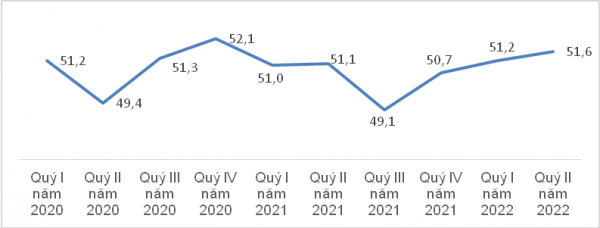 51,2
49,4
51,3
52,1
51,0
51,1
49,1
50,7
51,2
51,6
Quý I năm 2020
Quý II năm 2020
Quý III năm 2020
Quý IV năm 2020
Quý I năm 2021
Quý II năm 2021
Quý III năm 2021
Quý IV năm 2021
Quý I năm 2022
Quý II năm 2022